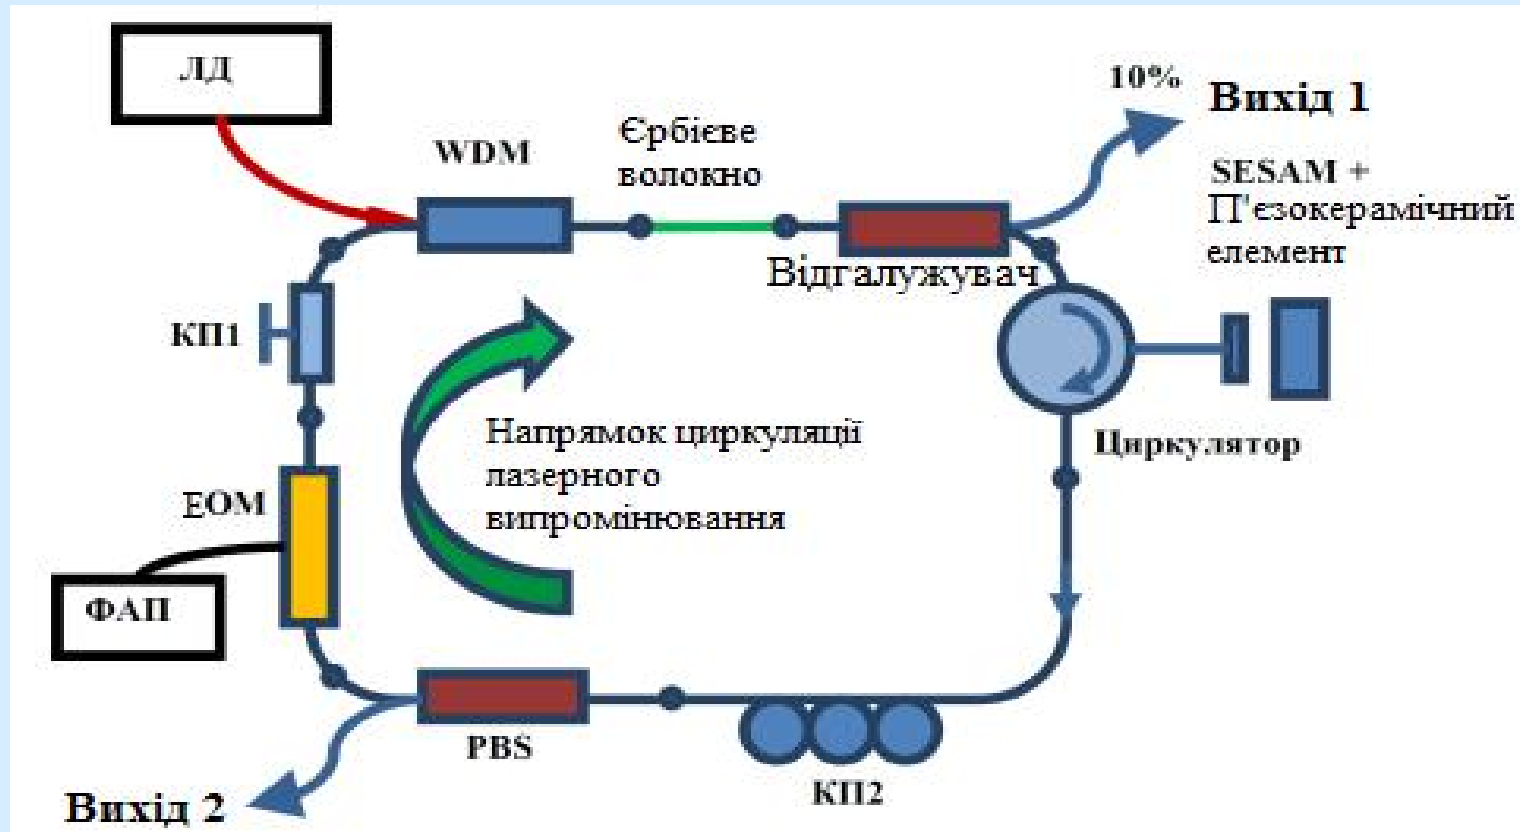 ЛД
10%
Вихід 1
WDM
Єрбієве
волокно
SESAM +
П'єзокерамічний
елемент
Відгалужувач
КП1
Напрямок циркуляції
лазерного
випромінювання
Циркулятор
ЕОМ
ФАП
PBS
КП2
Вихід 2